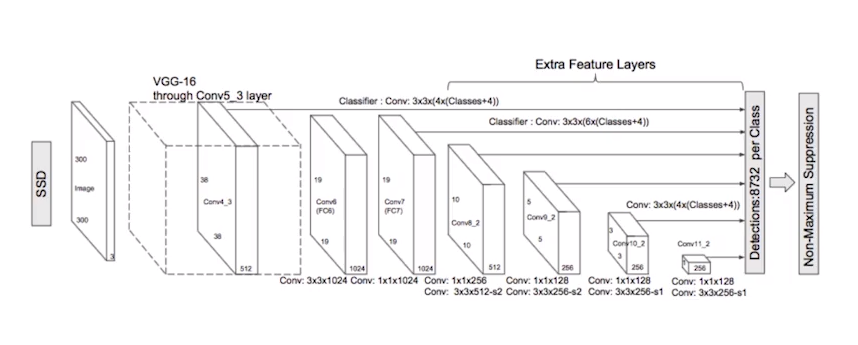 Extra Feature Layers
VGG-16
through Conv5_3 layer
Classifier : Conv: 3x3x(4x(Classes+4))
Classifier : Conv: 3x3x(6x(Classes+4))
SSD
300
Image
300
3
38
Conv4_3
38
512
19
Conv6
(FC6)
19
1024
19
Conv7
(FC7)
19
1024
10
Conv8_2
10
512
5
Conv9_2
5
256
Conv: 3x3x(4x(Classes+4))
3
Conv10_2
3
256
Conv11_2
1
256
Detections:8732 per Class
Non-Maximum Suppression
Conv: 3x3x1024
Conv: 1x1x1024
Conv: 1x1x256
Conv: 3x3x512-s2
Conv: 1x1x128
Conv: 3x3x256-s2
Conv: 1x1x128
Conv: 3x3x256-s1
Conv: 1x1x128
Conv: 3x3x256-s1